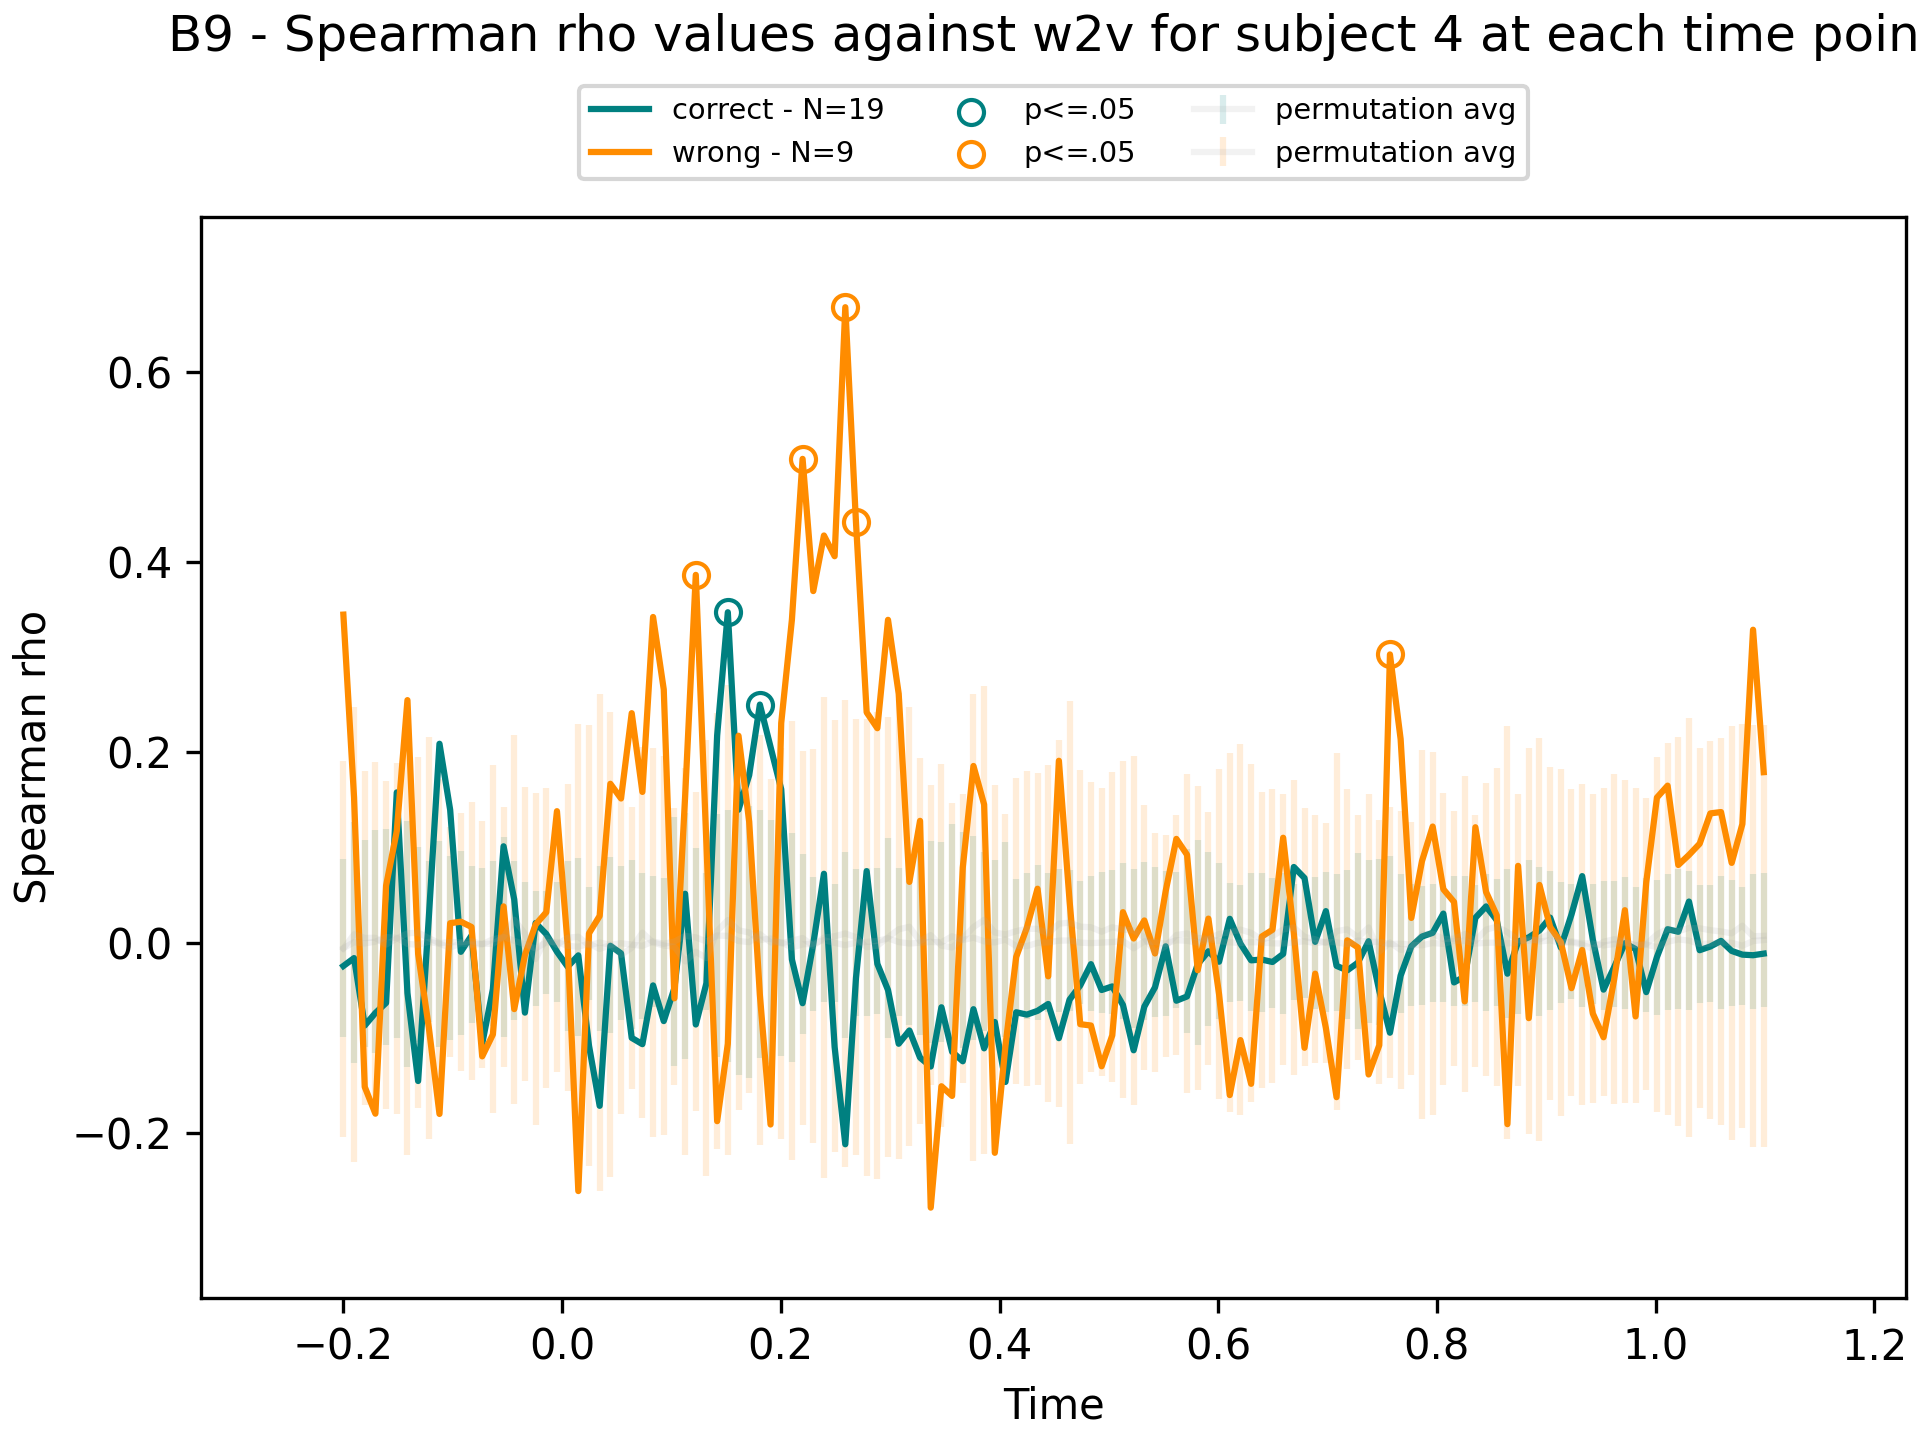 B9 - Spearman rho values against w2v for subject 4 at each time poin
correct - N=19
wrong - N=9
p<=.05
p<=.05
permutation avg
permutation avg
Spearman rho
0.6
0.4
0.2
0.0
−0.2
−0.2 0.0 0.2 0.4 0.6 0.8 1.0 1.2
Time